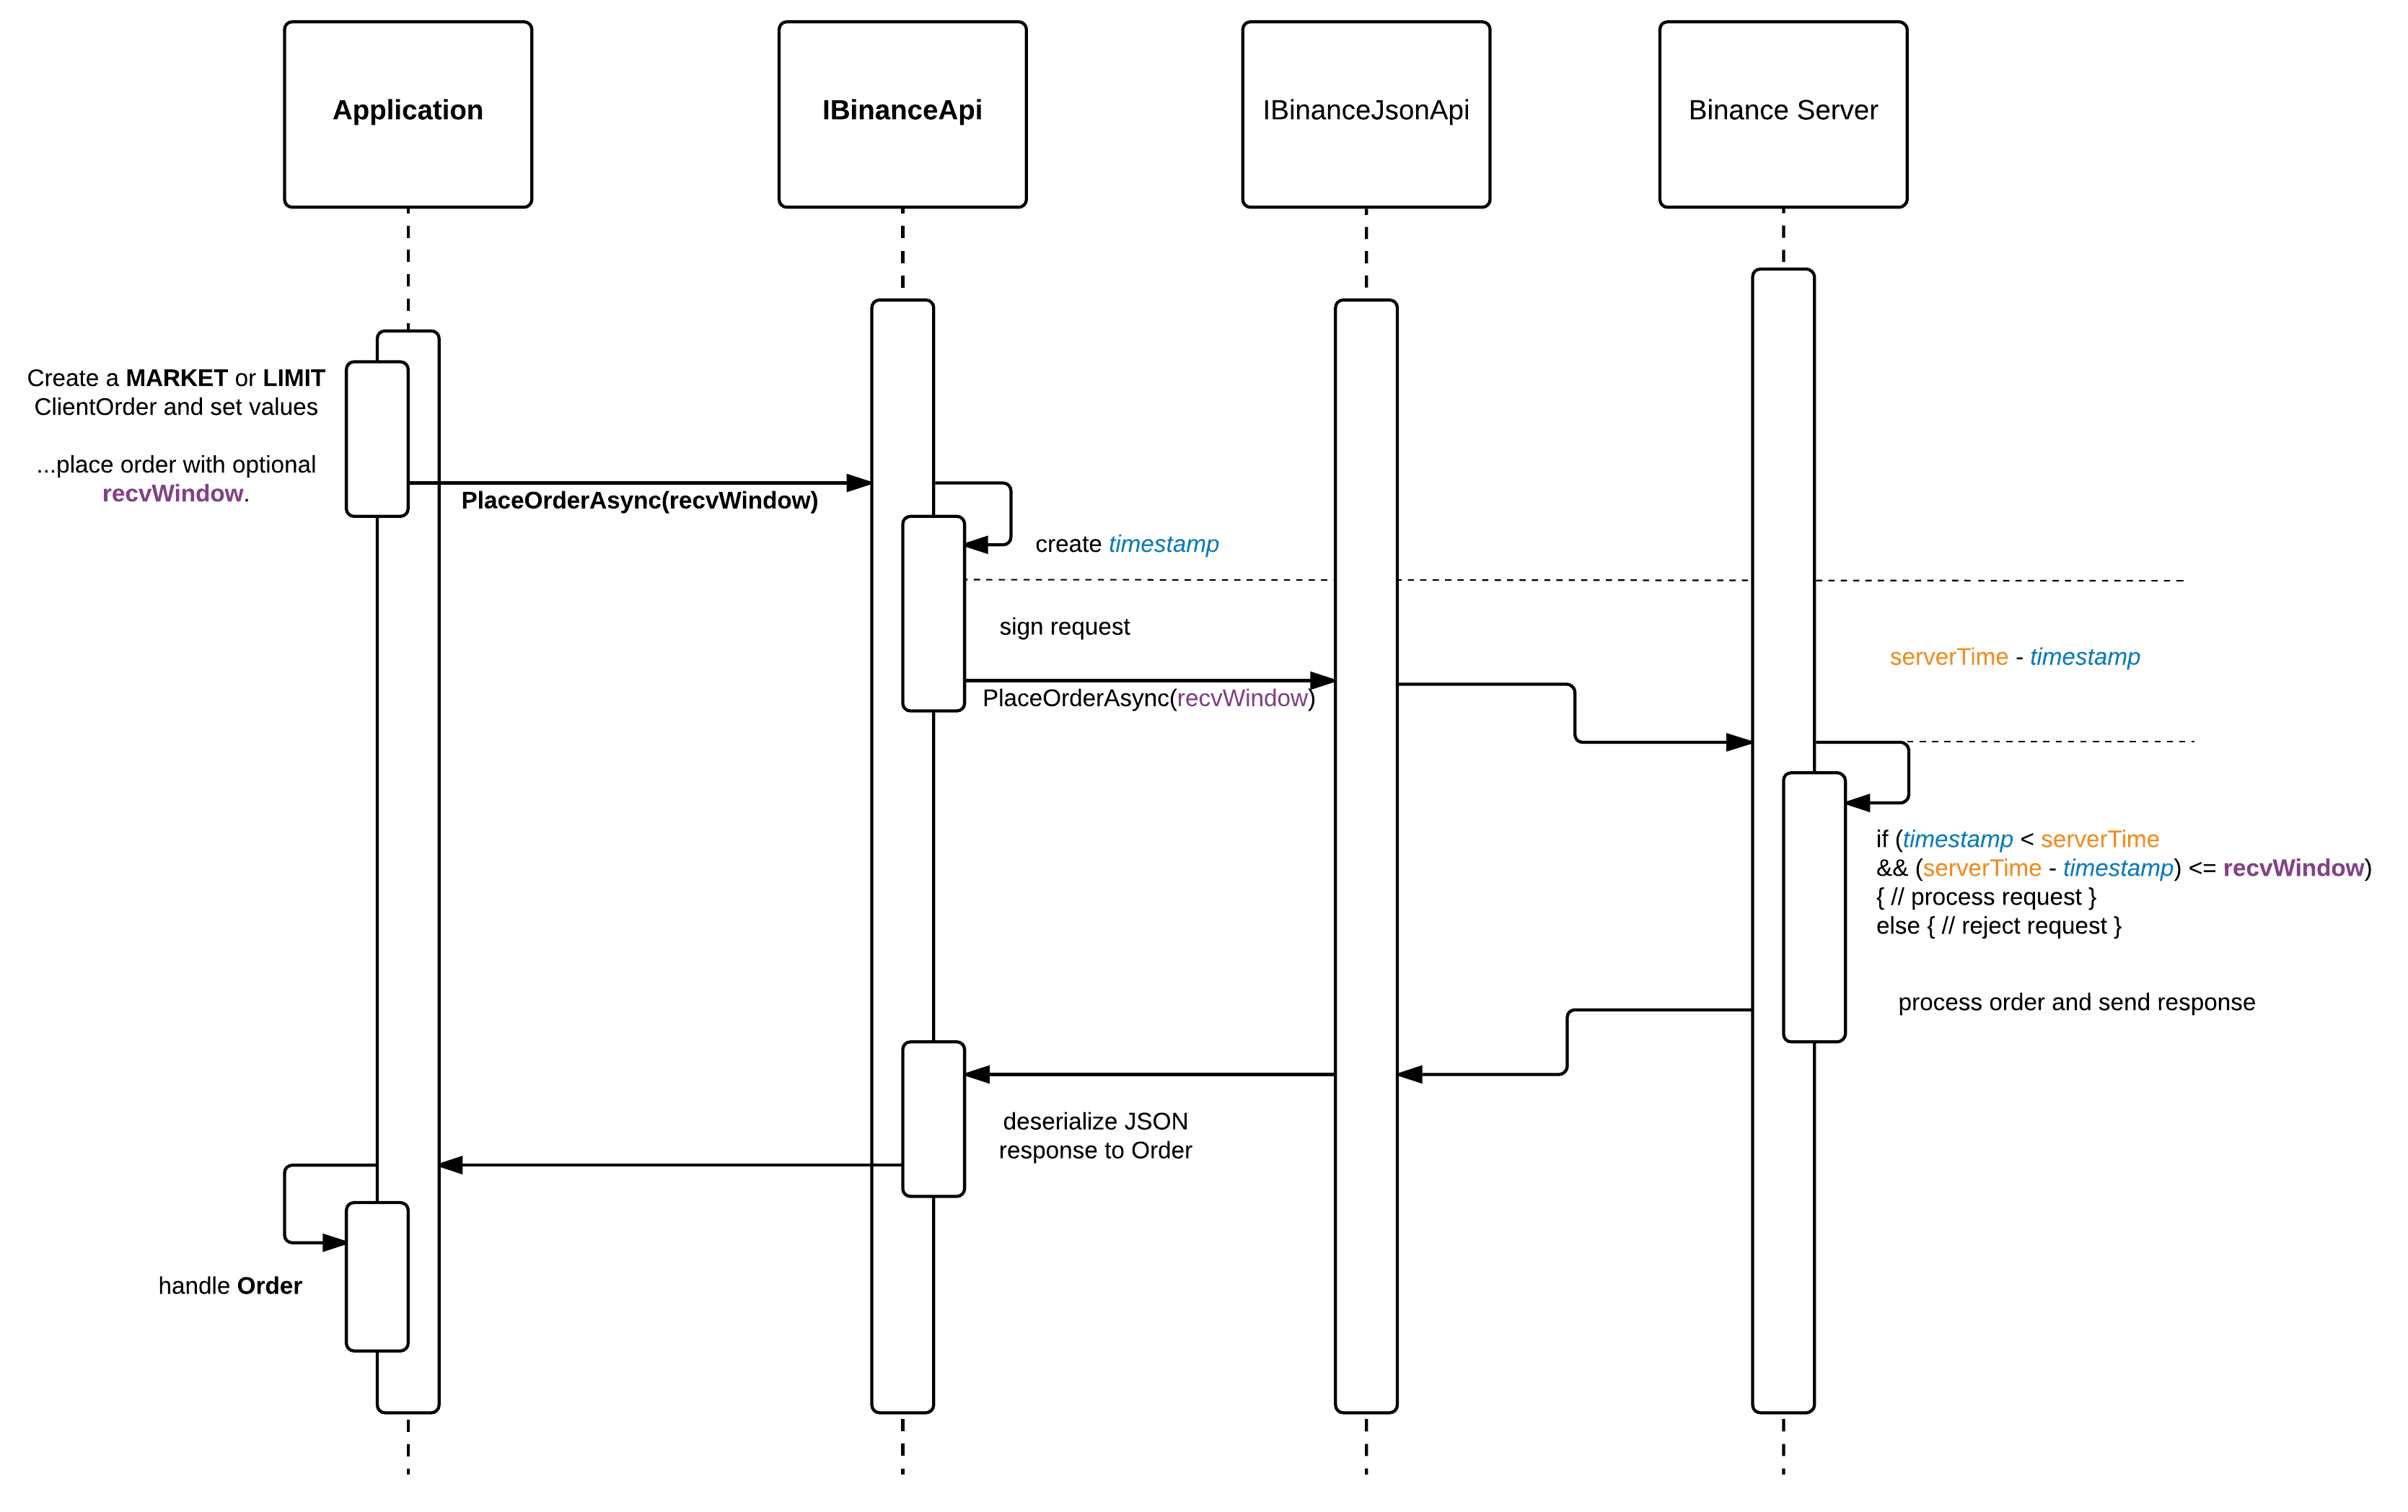 Application
IBinanceApi
IBinanceJsonApi
Binance Server
Create a MARKET or LIMIT
ClientOrder and set values
...place order with optional
recvWindow.
PlaceOrderAsync(recvWindow)
create timestamp
sign request
serverTime - timestamp
PlaceOrderAsync(recvWindow)
if (timestamp < serverTime
&& (serverTime - timestamp) <= recvWindow)
{ // process request }
else { // reject request }
process order and send response
deserialize JSON
response to Order
handle Order